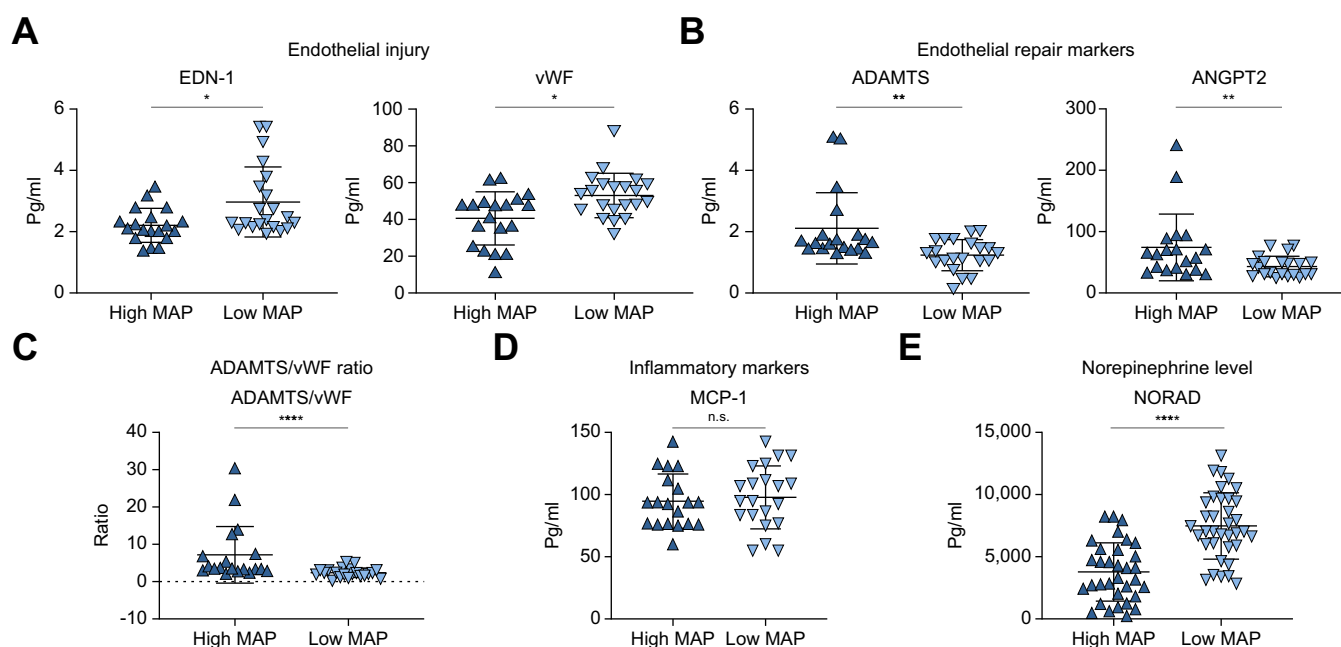 A
Endothelial injury
EDN-1
*
6
4
2
0
Pg/ml
High MAP
Low MAP
vWF
*
100
80
60
40
20
0
Pg/ml
High MAP
Low MAP
B
Endothelial repair markers
ADAMTS
**
6
4
2
0
Pg/ml
High MAP
Low MAP
ANGPT2
**
300
200
100
0
Pg/ml
High MAP
Low MAP
C
ADAMTS/vWF ratio
ADAMTS/vWF
****
40
30
20
10
0
-10
Ratio
High MAP
Low MAP
D
Inflammatory markers
MCP-1
n.s.
150
100
50
0
Pg/ml
High MAP
Low MAP
E
Norepinephrine level
NORAD
****
15,000
10,000
5,000
0
Pg/ml
High MAP
Low MAP